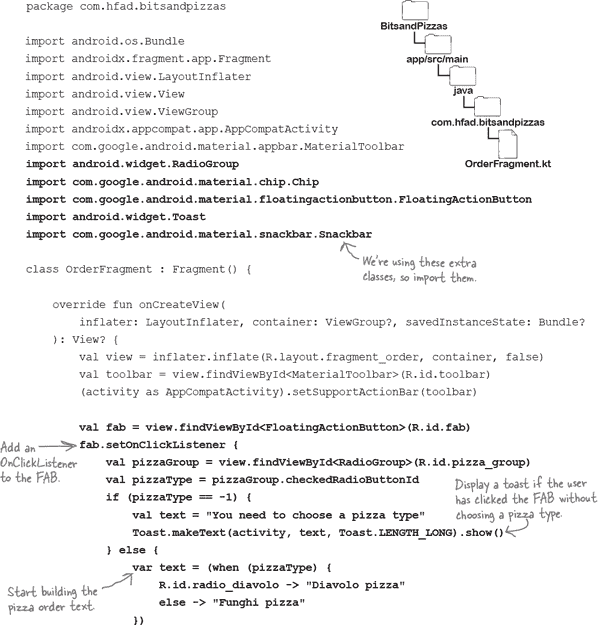 package com.hfad.bitsandpizzas
BitsandPizzas
app/src/main
java
com.hfad.bitsandpizzas
OrderFragment.kt
import android.os.Bundle
import androidx.fragment.app.Fragment
import android.view.LayoutInflater
import android.view.View
import android.view.ViewGroup
import androidx.appcompat.app.AppCompatActivity
import com.google.android.material.appbar.MaterialToolbar
import android.widget.RadioGroup
import com.google.android.material.chip.Chip
import com.google.android.material.floatingactionbutton.FloatingActionButton
import android.widget.Toast
import com.google.android.material.snackbar.Snackbar
We're using these extra
classes, so import them.
class OrderFragment : Fragment() {
override fun onCreateView(
inflater: LayoutInflater, container: ViewGroup?, savedInstanceState: Bundle?
): View? {
val view = inflater.inflate(R.layout.fragment_order, container, false)
val toolbar = view.findViewById<MaterialToolbar>(R.id.toolbar)
(activity as AppCompatActivity).setSupportActionBar(toolbar)
val fab = view.findViewById<FloatingActionButton>(R.id.fab)
Add an
OnClickListener
to the FAB.
fab.setOnClickListener {
val pizzaGroup = view.findViewById<RadioGroup>(R.id.pizza_group)
val pizzaType = pizzaGroup.checkedRadioButtonId
if (pizzaType == -1) {
val text = "You need to choose a pizza type"
Toast.makeText(activity, text, Toast.LENGTH_LONG).show()
Display a toast if the user
has clicked the FAB without
choosing a pizza type.
} else {
var text = (when (pizzaType) {
Start building the
pizza order text.
R.id.radio_diavolo -> "Diavolo pizza"
else -> "Funghi pizza"
})